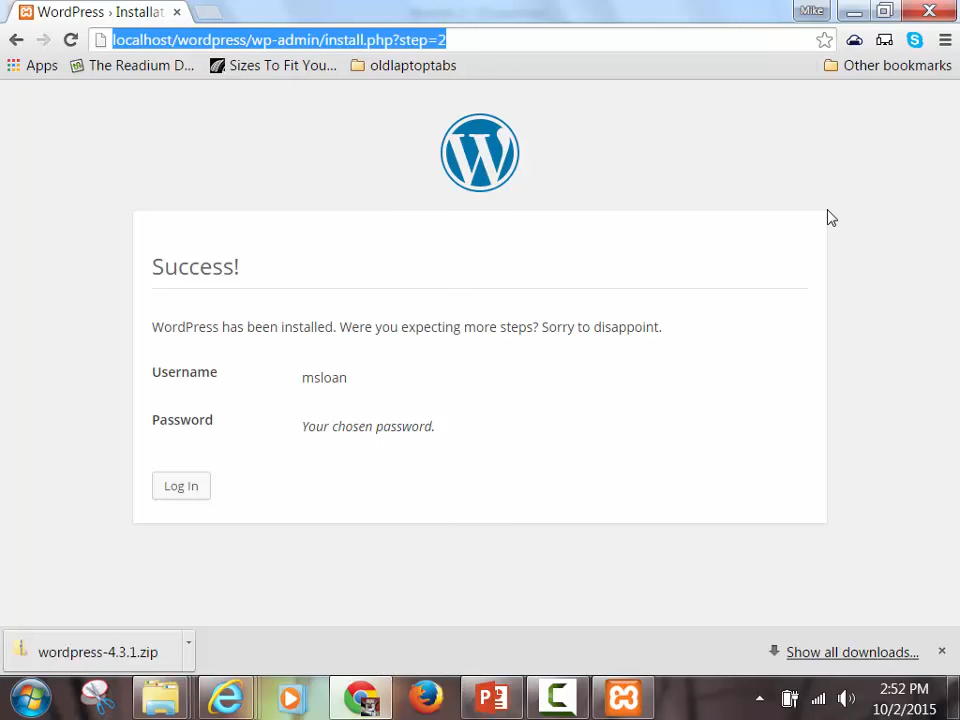 WordPress › Installat
Mike
localhost/wordpress/wp-admin/install.php?step=2
Apps
The Readium D...
Sizes To Fit You...
oldlaptoptabs
Other bookmarks
Success!
WordPress has been installed. Were you expecting more steps? Sorry to disappoint.
Username
msloan
Password
Your chosen password.
Log In
wordpress-4.3.1.zip
Show all downloads...
2:52 PM
10/2/2015